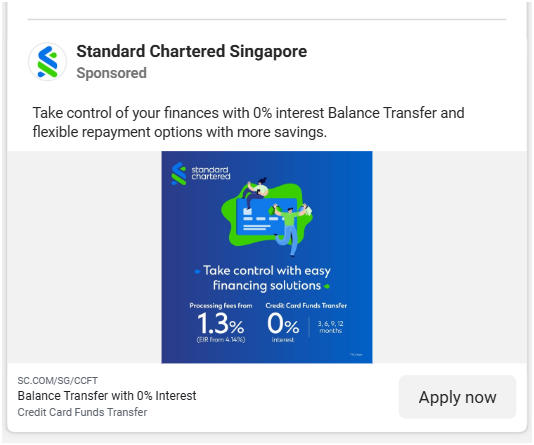 Standard Chartered Singapore
Sponsored
Take control of your finances with 0% interest Balance Transfer and
flexible repayment options with more savings.
standard
chartered
Take control with easy
financing solutions
Processing fees from
1.3%
(EIR from 4.14%)
Credit Card Funds Transfer
0%
interest
3, 6, 9, 12
months
SC.COM/SG/CCFT
Balance Transfer with 0% Interest
Credit Card Funds Transfer
Apply now